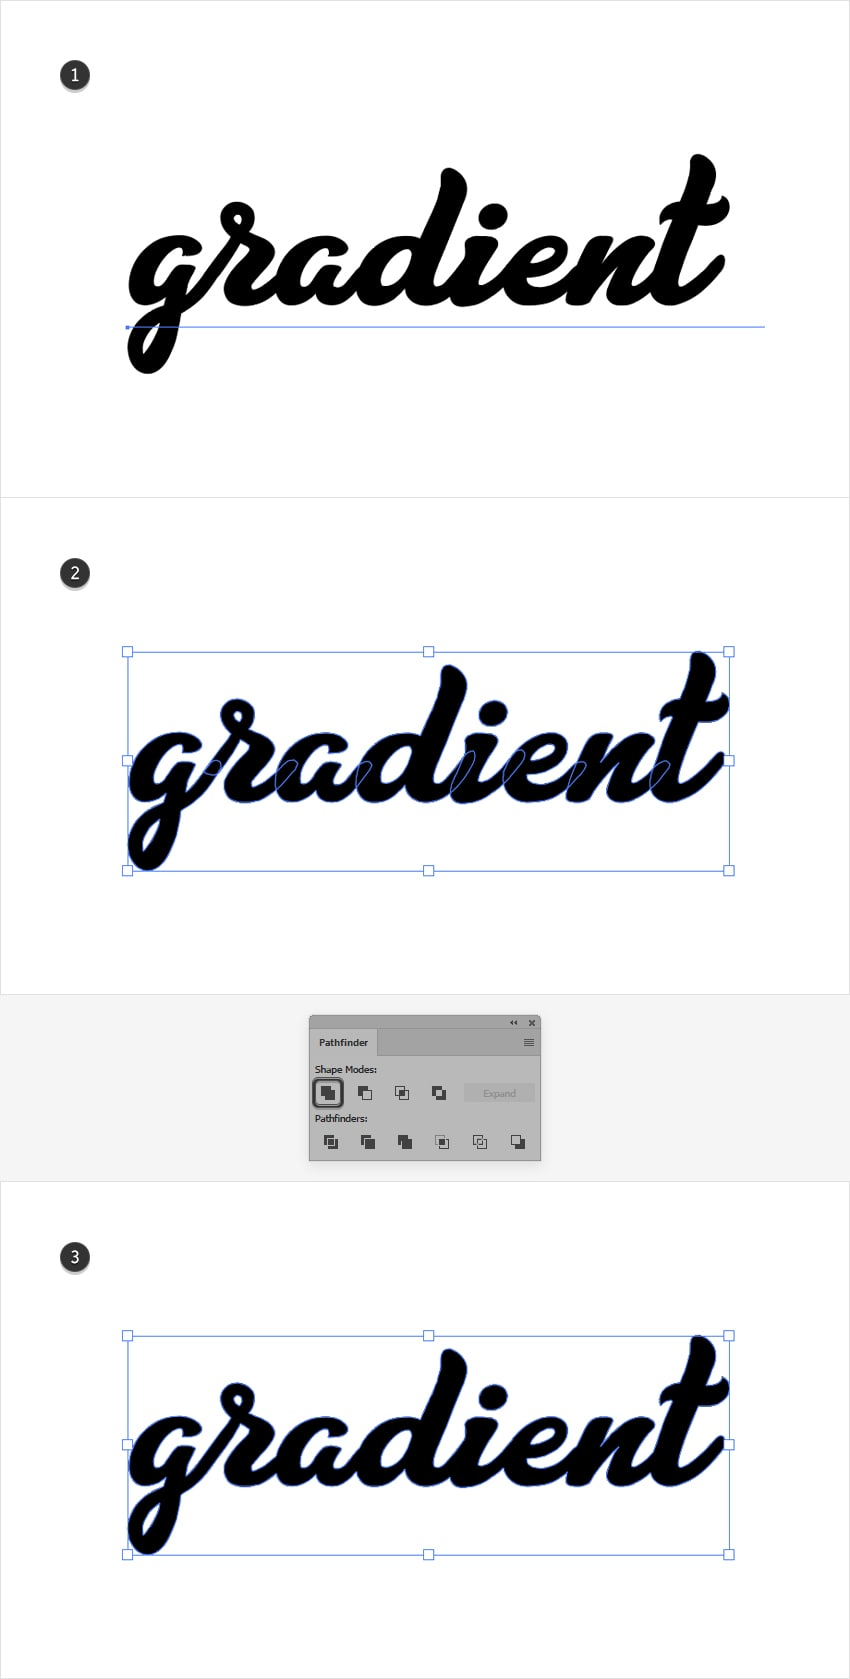 1
gradient
2
gradient
Pathfinder
Shape Modes:
Expand
Pathfinders:
3
gradient